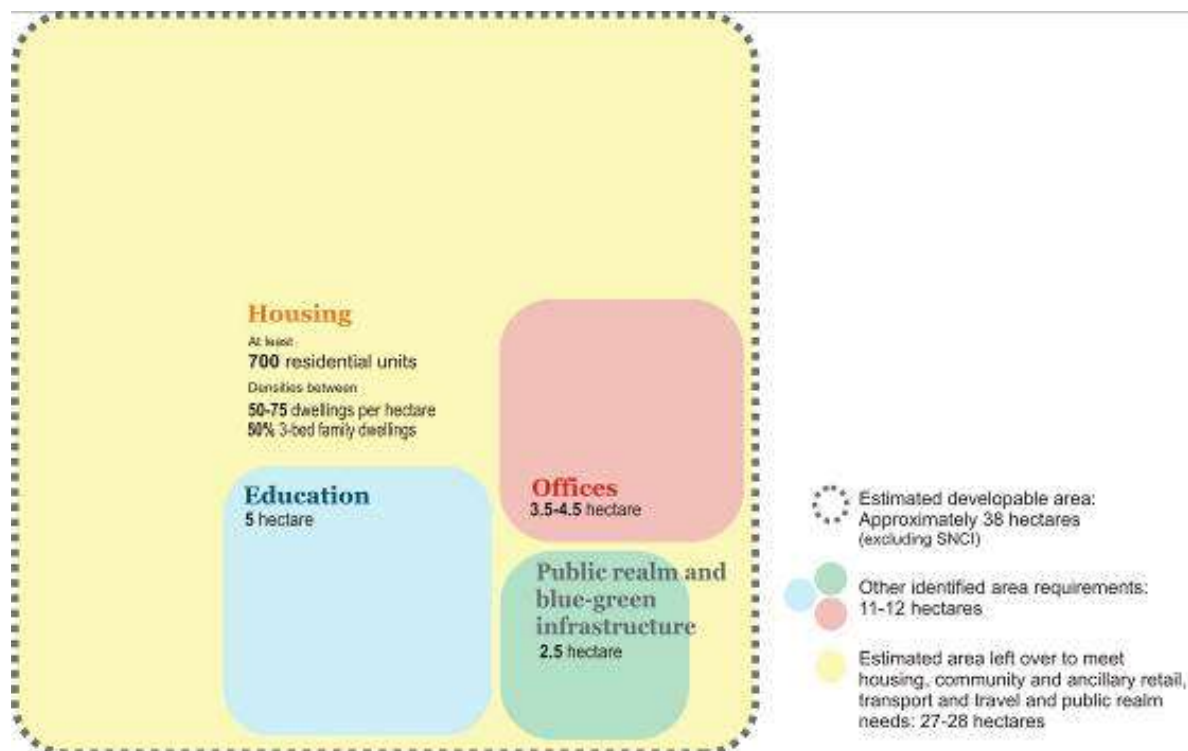 Housing
At least
700 residential units
Densities between
50-75 dwellings per hectare
50% 3-bed family dwellings
Education
5 hectare
Offices
3.5-4.5 hectare
Public realm and
blue-green
infrastructure
2.5 hectare
Estimated developable area:
Approximately 38 hectares
(excluding SNCI)
Other identified area requirements:
11-12 hectares
Estimated area left over to meet
housing, community and ancillary retail,
transport and travel and public realm
needs: 27-28 hectares